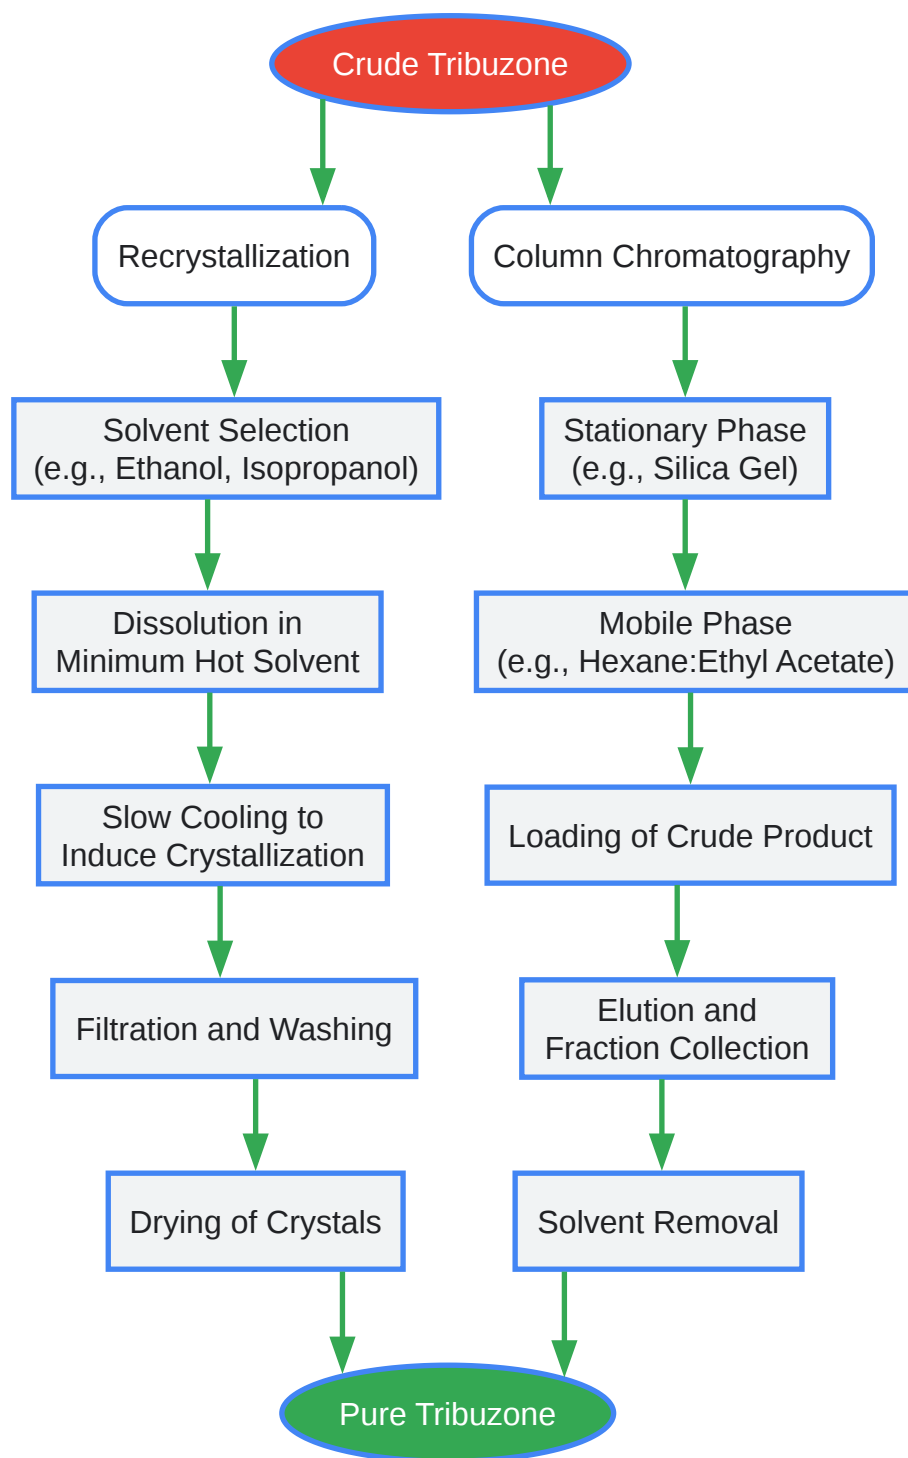 Crude Tribuzone
Recrystallization
Column Chromatography
Solvent Selection
(e.g., Ethanol, Isopropanol)
Stationary Phase
(e.g., Silica Gel)
Dissolution in
Minimum Hot Solvent
Mobile Phase
(e.g., Hexane:Ethyl Acetate)
Slow Cooling to
Induce Crystallization
Loading of Crude Product
Filtration and Washing
Elution and
Fraction Collection
Drying of Crystals
Solvent Removal
Pure Tribuzone